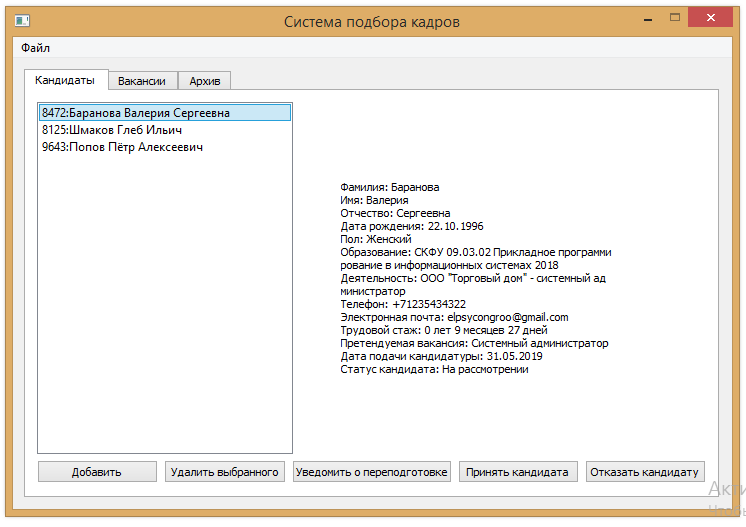 Система подбора кадров
Файл
Кандидаты Вакансии Архив
8472:Баранова Валерия Сергеевна
8125:Шмаков Глеб Ильич
9643:Попов Пётр Алексеевич
Фамилия: Баранова
Имя: Валерия
Отчество: Сергеевна
Дата рождения: 22.10.1996
Пол: Женский
Образование: СКФУ 09.03.02 Прикладное программи
рование в информационных системах 2018
Деятельность: ООО "Торговый дом" - системный ад
министратор
Телефон: +71235434322
Электронная почта: elpsycongroo@gmail.com
Трудовой стаж: 0 лет 9 месяцев 27 дней
Претендуемая вакансия: Системный администратор
Дата подачи кандидатуры: 31.05.2019
Статус кандидата: На рассмотрении
Добавить Удалить выбранного Уведомить о переподготовке Принять кандидата Отказать кандидату